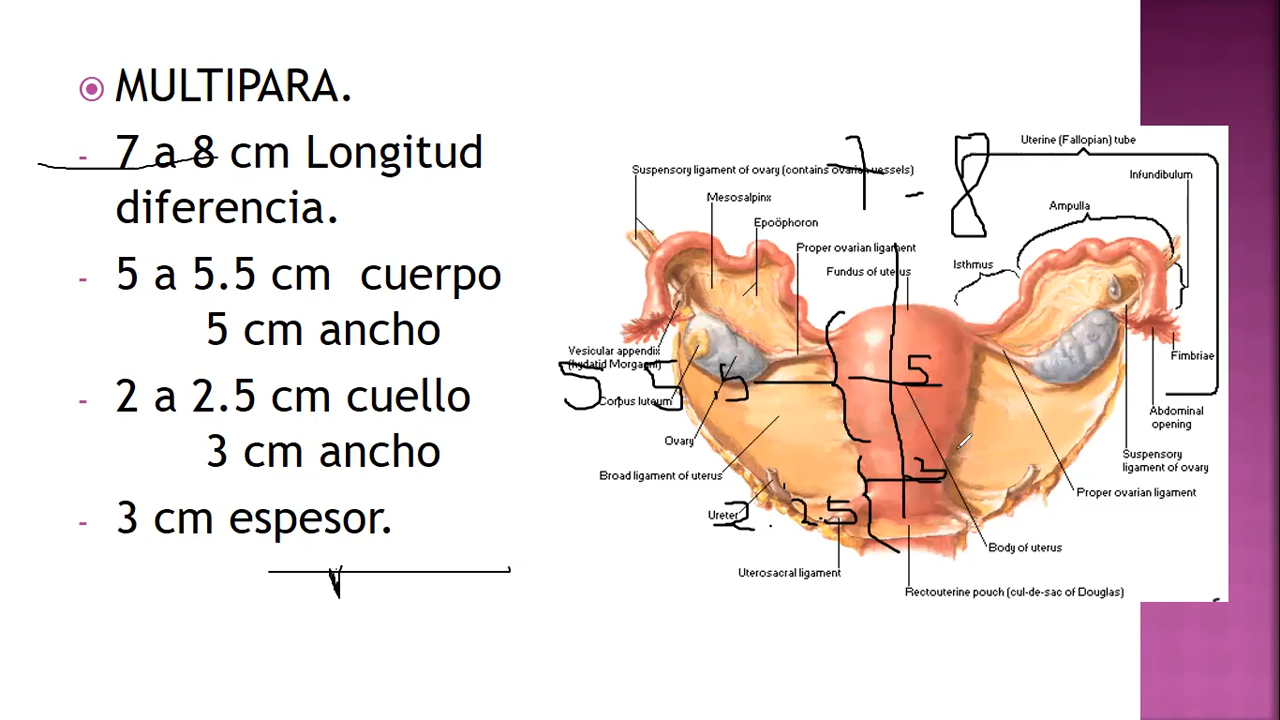 MULTIPARA.
- 7 a 8 cm Longitud
diferencia.
- 5 a 5.5 cm cuerpo
5 cm ancho
- 2 a 2.5 cm cuello
3 cm ancho
- 3 cm espesor.
7 - 8
Uterine (Fallopian) tube
Suspensory ligament of ovary (contains ovarian vessels)
Infundibulum
Mesosalpinx
Ampulla
Epoöphoron
Proper ovarian ligament
Isthmus
Fundus of uterus
Vesicular appendix
(hydatid Morgagni)
Fimbriae
5 5.5
5
Corpus luteum
Abdominal
opening
Ovary
Suspensory
ligament of ovary
Broad ligament of uterus
Proper ovarian ligament
Ureter
2. 2.5
Body of uterus
Uterosacral ligament
Rectouterine pouch (cul-de-sac of Douglas)